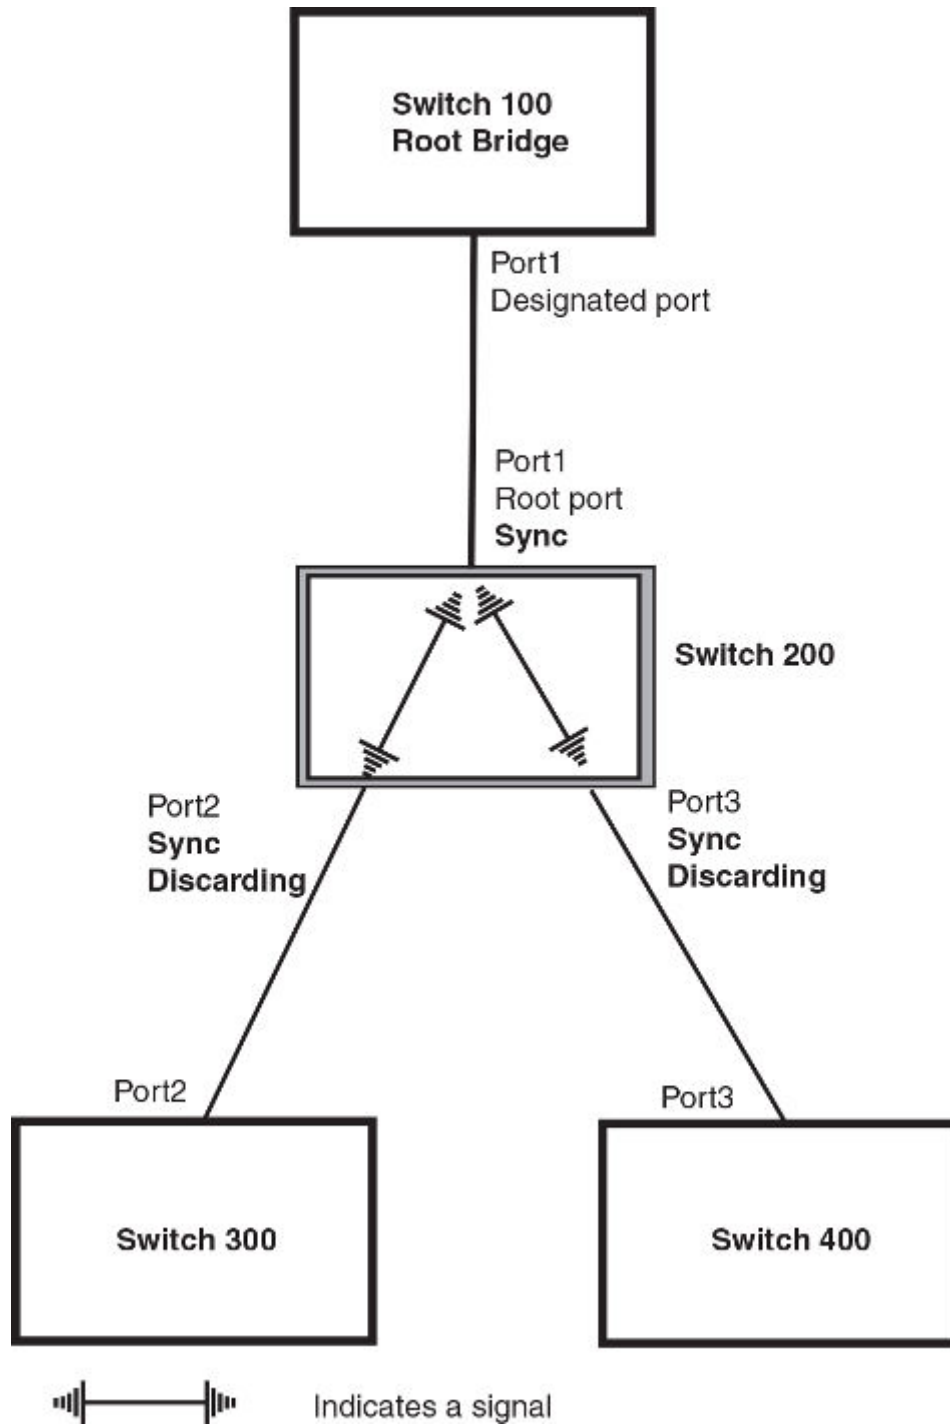 Switch 100
Root Bridge
Port1
Designated port
Port1
Root port
Sync
Switch 200
Port2
Sync
Discarding
Port3
Sync
Discarding
Port2
Port3
Switch 300
Switch 400
Indicates a signal